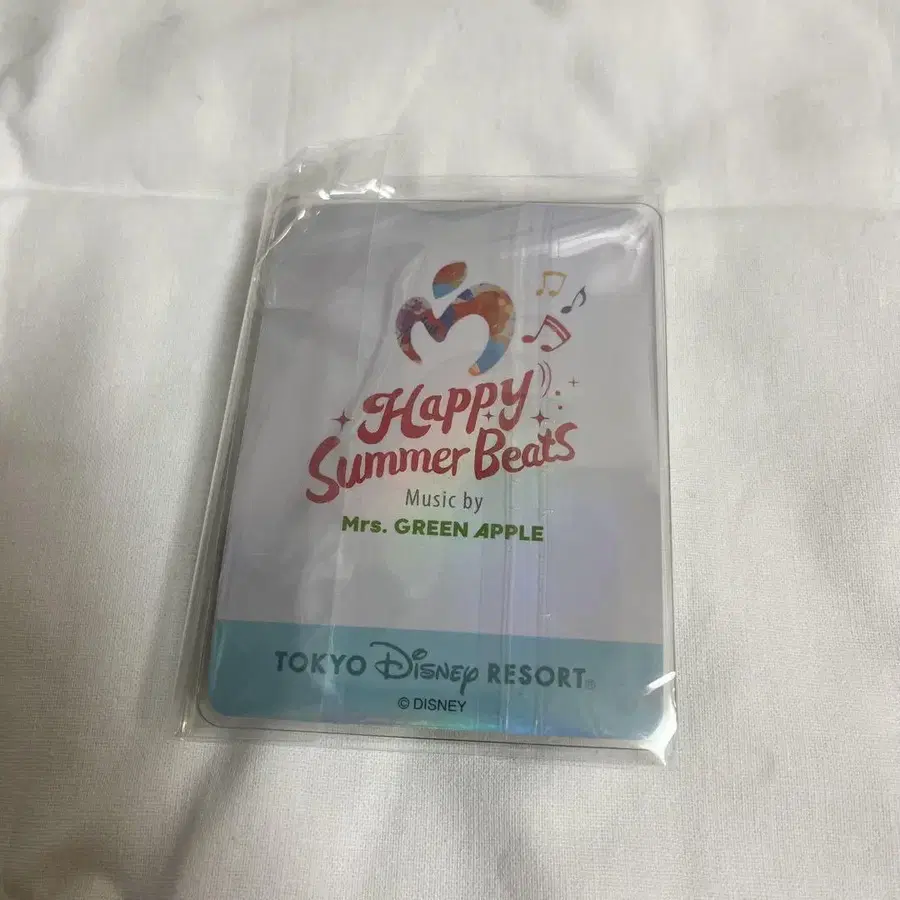 Happy
Summer Beats
Music by
Mrs. GREEN APPLE
TOKYO Disney RESORT®
© DISNEY